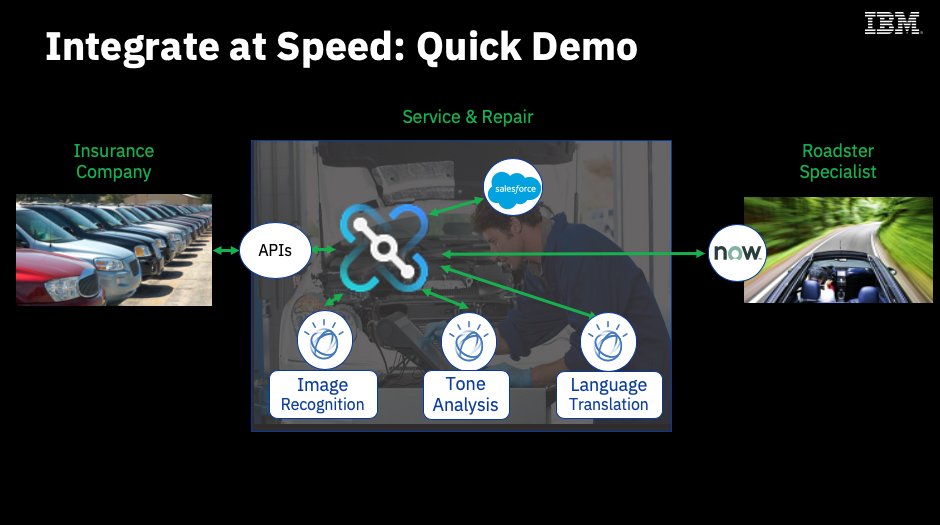 IBM
Integrate at Speed: Quick Demo
Service & Repair
Insurance
Company
Roadster
Specialist
salesforce
APIs
now
Image
Recognition
Tone
Analysis
Language
Translation